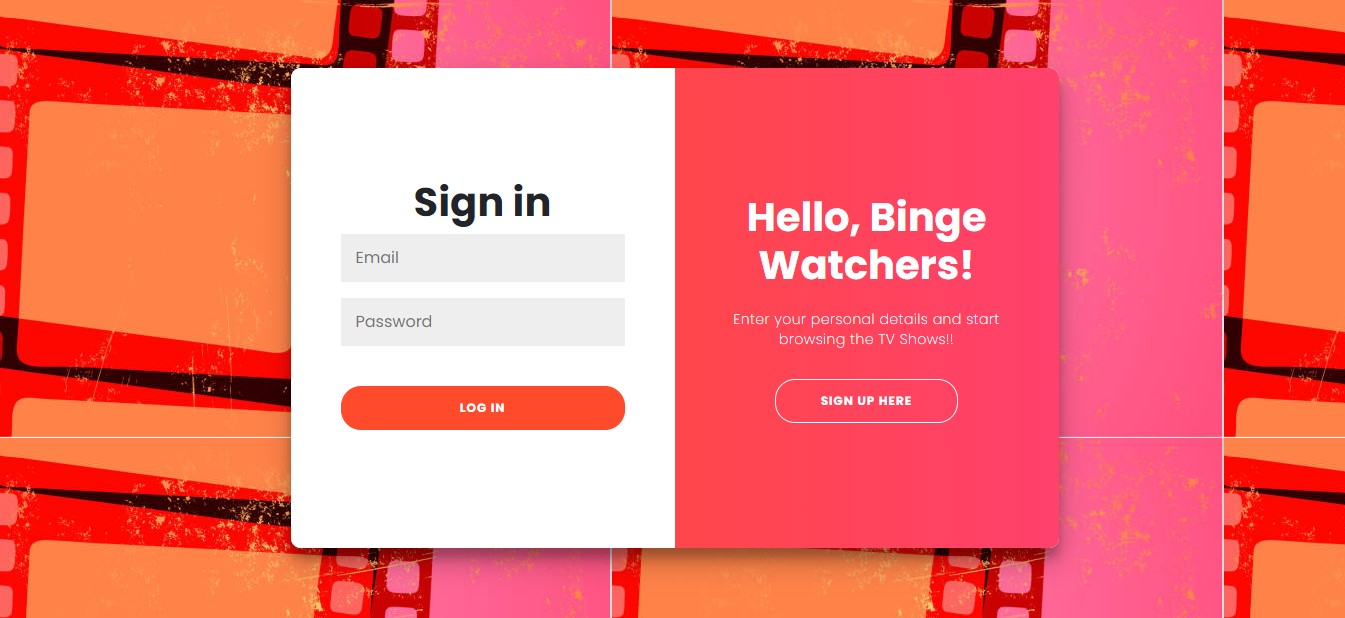 Sign in
Email
Password
LOG IN
Hello, Binge
Watchers!
Enter your personal details and start
browsing the TV Shows!!
SIGN UP HERE